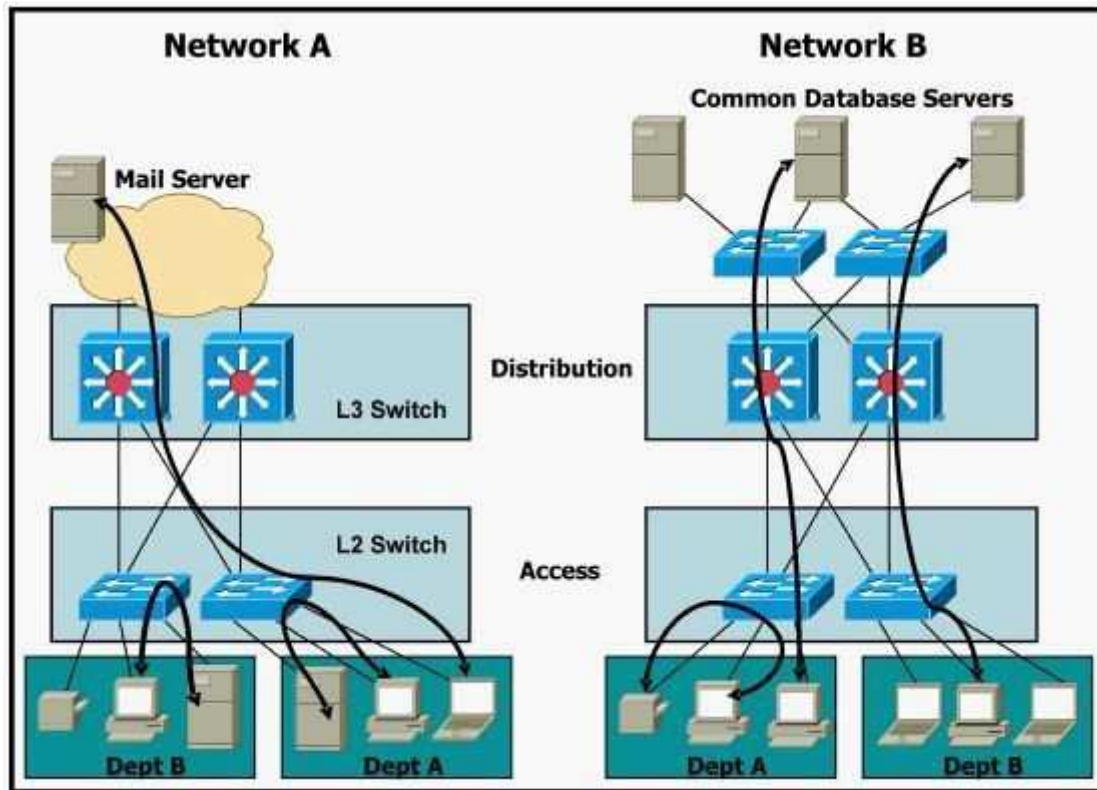 Network A
Network B
Common Database Servers
Mail Server
Distribution
L3 Switch
L2 Switch
Access
Dept B
Dept A
Dept A
Dept B